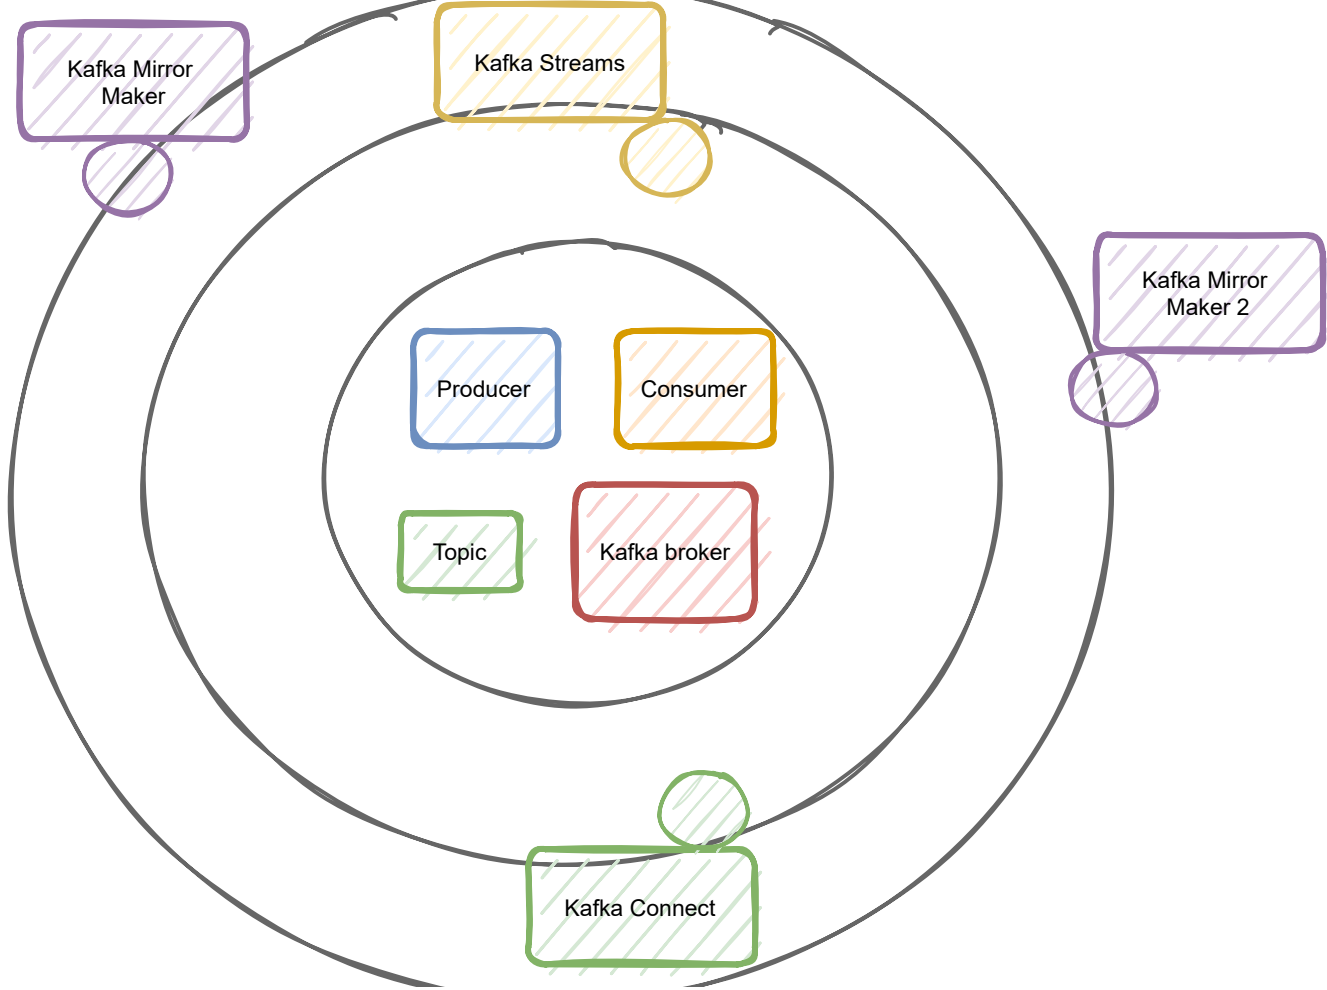 Kafka Mirror
Maker
Kafka Streams
Kafka Mirror
Maker 2
Producer
Consumer
Topic
Kafka broker
Kafka Connect